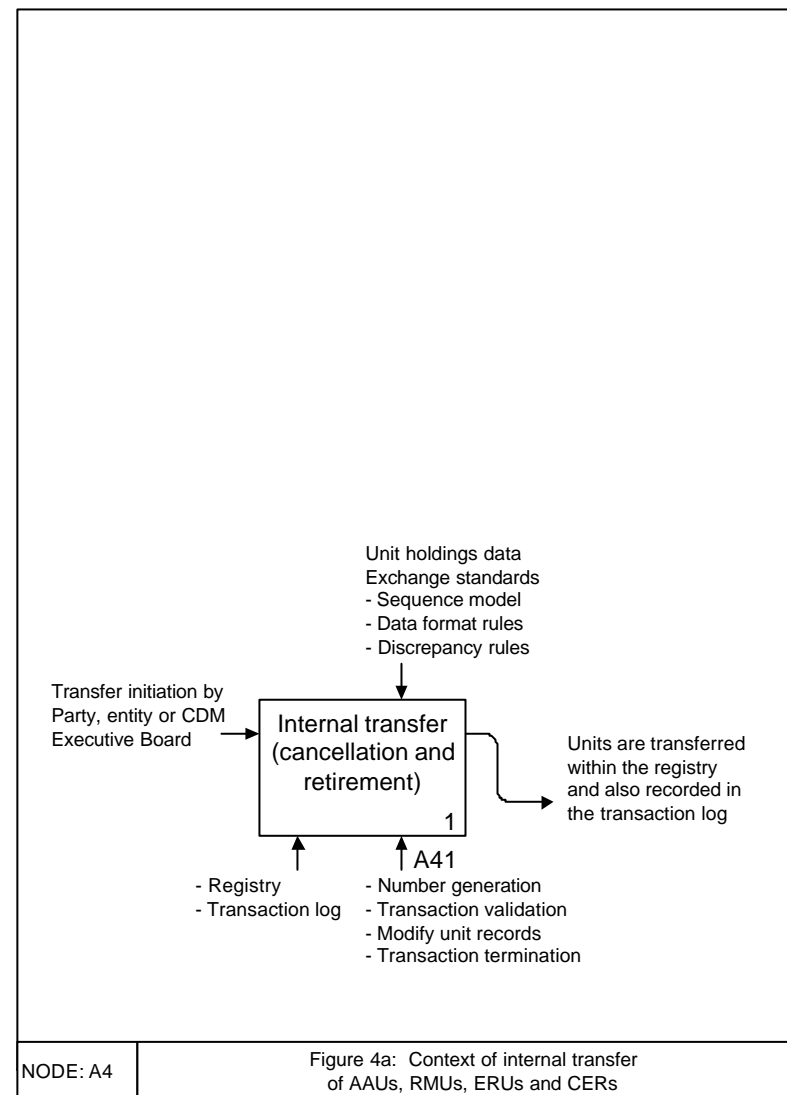 Unit holdings data
Exchange standards
- Sequence model
- Data format rules
- Discrepancy rules
Transfer initiation by
Party, entity or CDM
Executive Board
Internal transfer
(cancellation and
retirement)
1
Units are transferred
within the registry
and also recorded in
the transaction log
A41
- Registry
- Transaction log
- Number generation
- Transaction validation
- Modify unit records
- Transaction termination
NODE: A4
Figure 4a: Context of internal transfer
of AAUs, RMUs, ERUs and CERs